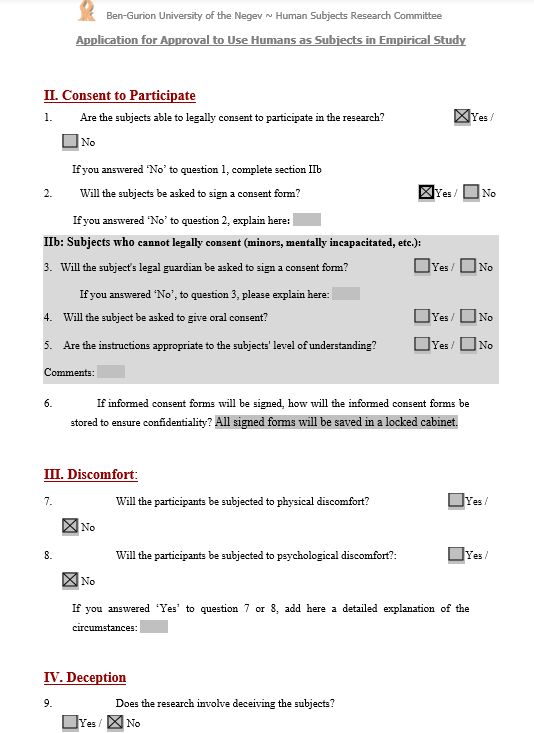 Ben-Gurion University of the Negev ~ Human Subjects Research Committee
Application for Approval to Use Humans as Subjects in Empirical Study
II. Consent to Participate
1. Are the subjects able to legally consent to participate in the research? ☒Yes /
☐ No
If you answered ‘No’ to question 1, complete section IIb
2. Will the subjects be asked to sign a consent form? ☒Yes / ☐ No
If you answered ‘No’ to question 2, explain here:
IIb: Subjects who cannot legally consent (minors, mentally incapacitated, etc.):
3. Will the subject's legal guardian be asked to sign a consent form? ☐Yes / ☐ No
If you answered ‘No’, to question 3, please explain here:
4. Will the subject be asked to give oral consent? ☐Yes / ☐ No
5. Are the instructions appropriate to the subjects' level of understanding? ☐Yes / ☐ No
Comments:
6. If informed consent forms will be signed, how will the informed consent forms be
stored to ensure confidentiality? All signed forms will be saved in a locked cabinet.
III. Discomfort:
7. Will the participants be subjected to physical discomfort? ☐Yes /
☒ No
8. Will the participants be subjected to psychological discomfort?: ☐Yes /
☒ No
If you answered ‘Yes’ to question 7 or 8, add here a detailed explanation of the
circumstances:
IV. Deception
9. Does the research involve deceiving the subjects?
☐Yes / ☒ No